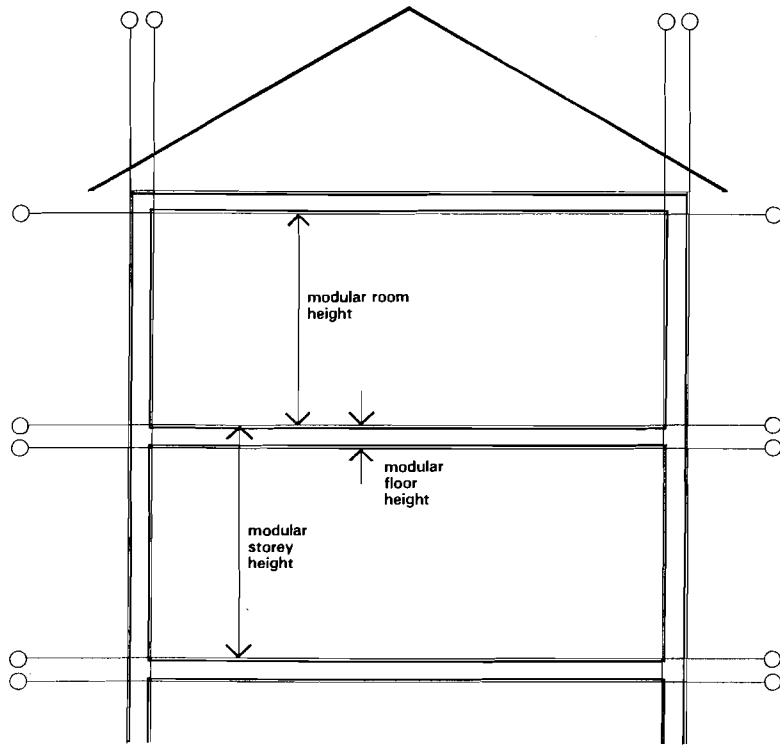 modular room
height
modular
floor
height
modular
storey
height